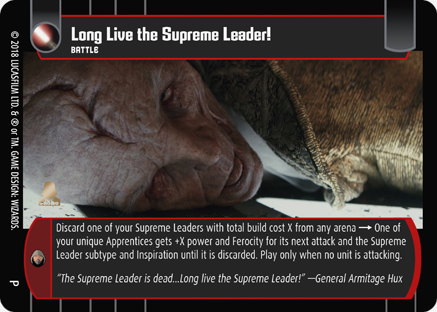 Long Live the Supreme Leader!
BATTLE
© 2018 LUCASFILM LTD. & ® or TM. GAME DESIGN: WIZARDS.
Discard one of your Supreme Leaders with total build cost X from any arena → One of
your unique Apprentices gets +X power and Ferocity for its next attack and the Supreme
Leader subtype and Inspiration until it is discarded. Play only when no unit is attacking.
"The Supreme Leader is dead...Long live the Supreme Leader!" —General Armitage Hux
P